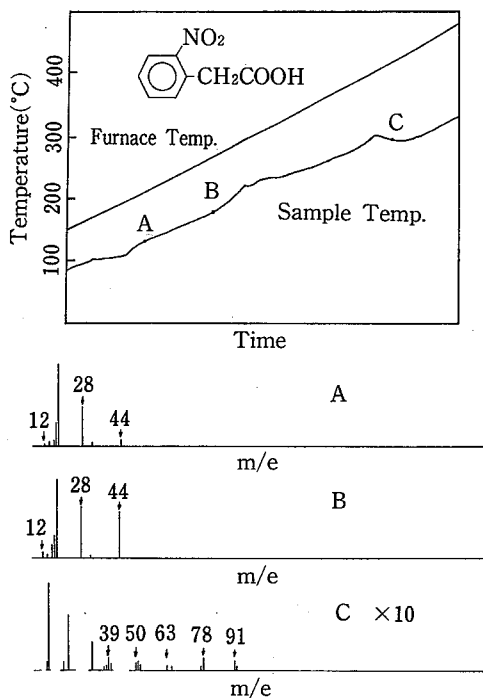 NO₂
CH₂COOH
Temperature(°C)
400
300
200
100
Furnace Temp.
A
B
C
Sample Temp.
Time
12
28
44
A
m/e
12
28
44
B
m/e
39
50
63
78
91
C ×10
m/e